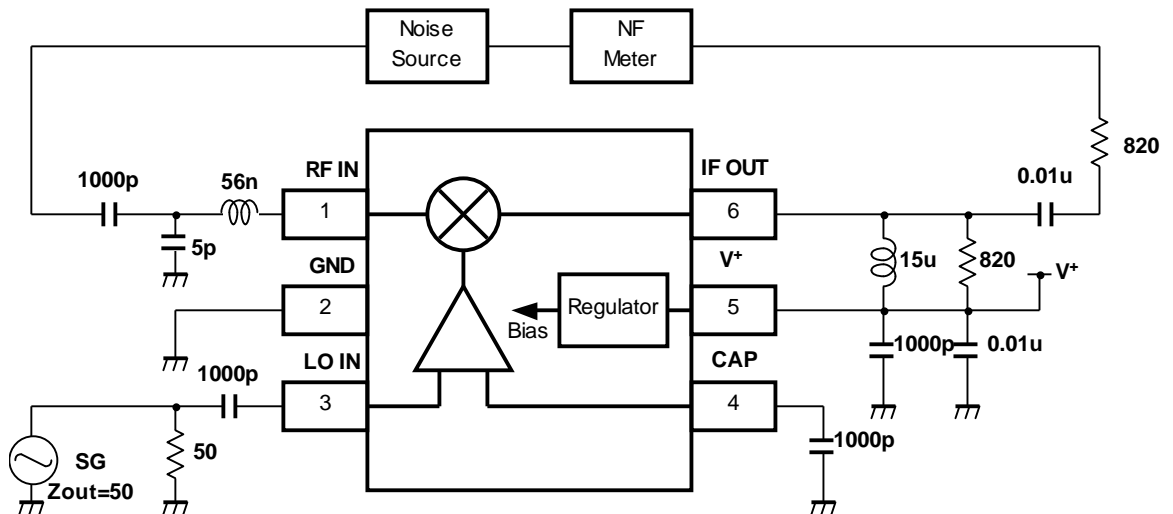 Noise
Source
NF
Meter
820
1000p
56n
RF IN
IF OUT
0.01u
1
6
5p
15u
820
GND
V+
V+
2
Regulator
5
Bias
1000p
LO IN
CAP
1000p
0.01u
3
4
SG
50
1000p
Zout=50